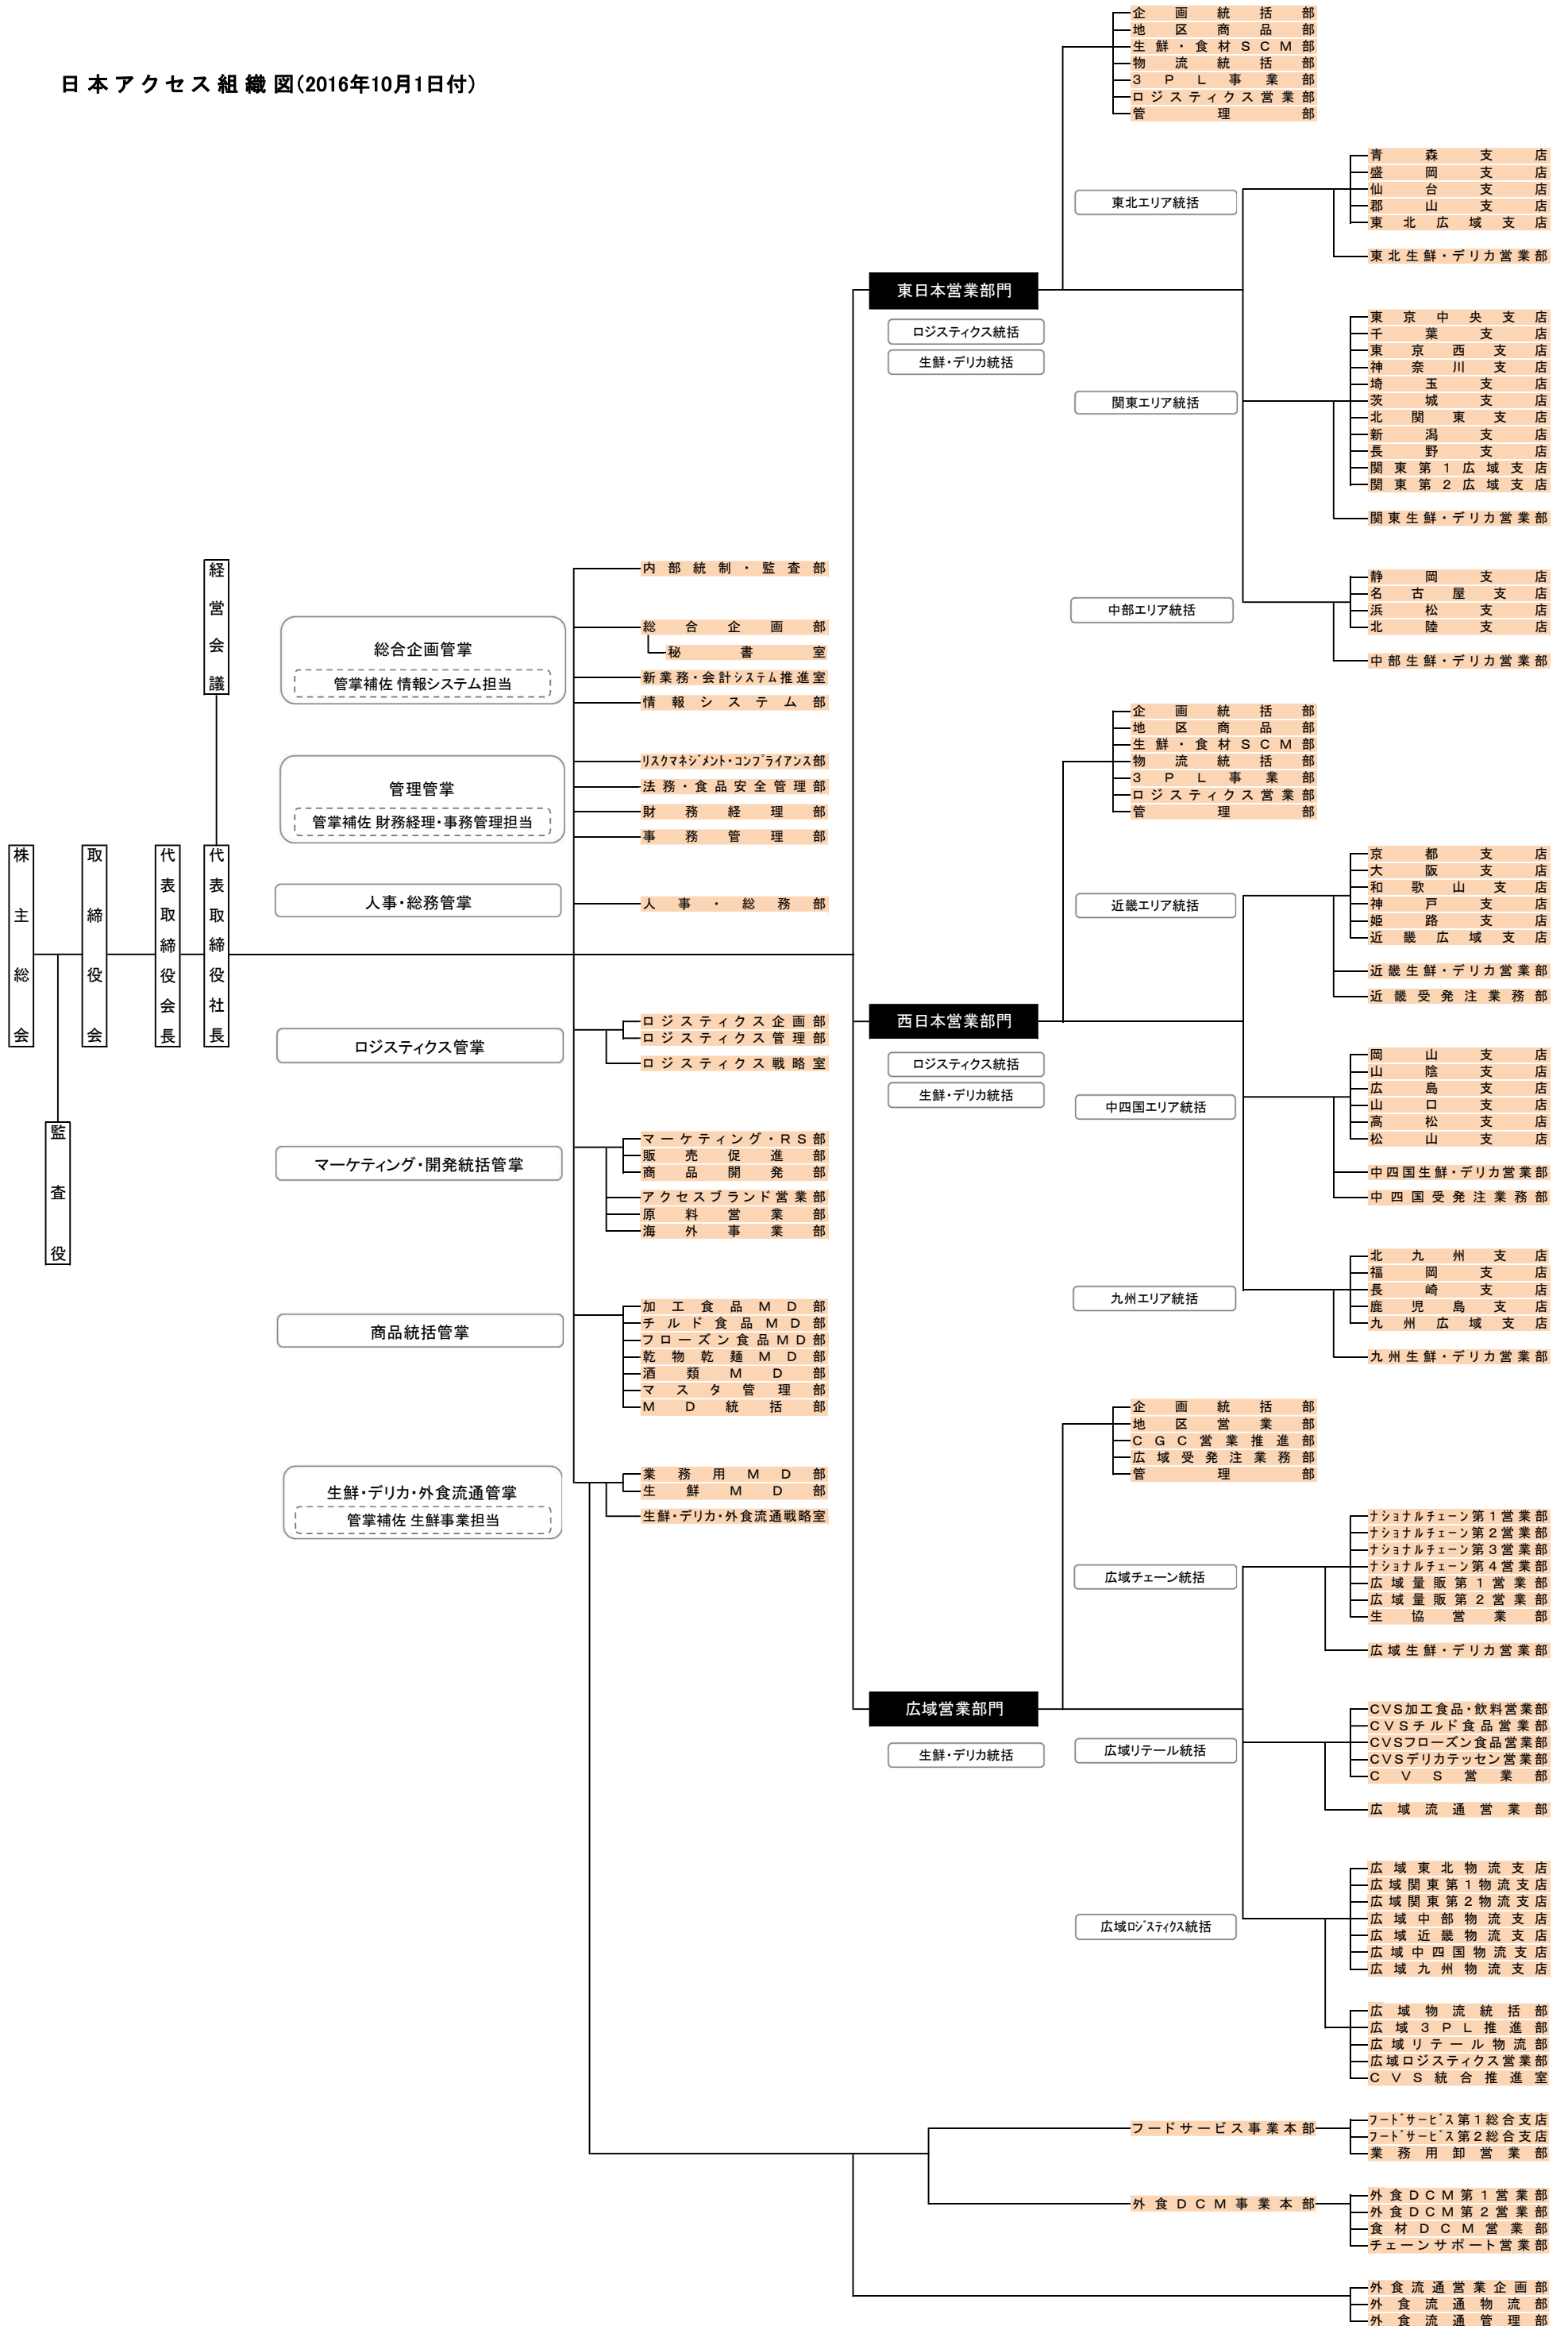 日本アクセス組織図(2016年10月1日付)
株主総会
監査役
取締役会
代表取締役会長
代表取締役社長
経営会議
総合企画管掌
管掌補佐 情報システム担当
管理管掌
管掌補佐 財務経理・事務管理担当
人事・総務管掌
ロジスティクス管掌
マーケティング・開発統括管掌
商品統括管掌
生鮮・デリカ・外食流通管掌
管掌補佐 生鮮事業担当
内部統制・監査部
総合企画部
秘書室
新業務・会計システム推進室
情報システム部
リスクマネジメント・コンプライアンス部
法務・食品安全管理部
財務経理部
事務管理部
人事・総務部
ロジスティクス企画部
ロジスティクス管理部
ロジスティクス戦略室
マーケティング・RS部
販売促進部
商品開発部
アクセスブランド営業部
原料営業部
海外事業部
加工食品MD部
チルド食品MD部
フローズン食品MD部
乾物乾麺MD部
酒類MD部
マスタ管理部
MD統括部
業務用MD部
生鮮MD部
生鮮・デリカ・外食流通戦略室
東日本営業部門
ロジスティクス統括
生鮮・デリカ統括
企画統括部
地区商品部
生鮮・食材SCM部
物流統括部
3PL事業部
ロジスティクス営業部
管理部
東北エリア統括
青森支店
盛岡支店
仙台支店
郡山支店
東北広域支店
東北生鮮・デリカ営業部
関東エリア統括
東京中央支店
千葉支店
東京西支店
神奈川支店
埼玉支店
茨城支店
北関東支店
新潟支店
長野支店
関東第1広域支店
関東第2広域支店
関東生鮮・デリカ営業部
中部エリア統括
静岡支店
名古屋支店
浜松支店
北陸支店
中部生鮮・デリカ営業部
西日本営業部門
ロジスティクス統括
生鮮・デリカ統括
企画統括部
地区商品部
生鮮・食材SCM部
物流統括部
3PL事業部
ロジスティクス営業部
管理部
近畿エリア統括
京都支店
大阪支店
和歌山支店
神戸支店
姫路支店
近畿広域支店
近畿生鮮・デリカ営業部
近畿受発注業務部
中四国エリア統括
岡山支店
山陰支店
広島支店
山口支店
高松支店
松山支店
中四国生鮮・デリカ営業部
中四国受発注業務部
九州エリア統括
北九州支店
福岡支店
長崎支店
鹿児島支店
九州広域支店
九州生鮮・デリカ営業部
広域営業部門
生鮮・デリカ統括
企画統括部
地区営業部
CGC営業推進部
広域受発注業務部
管理部
広域チェーン統括
ナショナルチェーン第1営業部
ナショナルチェーン第2営業部
ナショナルチェーン第3営業部
ナショナルチェーン第4営業部
広域量販第1営業部
広域量販第2営業部
生協営業部
広域生鮮・デリカ営業部
広域リテール統括
CVS加工食品・飲料営業部
CVSチルド食品営業部
CVSフローズン食品営業部
CVSデリカテッセン営業部
CVS営業部
広域流通営業部
広域ロジスティクス統括
広域東北物流支店
広域関東第1物流支店
広域関東第2物流支店
広域中部物流支店
広域近畿物流支店
広域中四国物流支店
広域九州物流支店
広域物流統括部
広域3PL推進部
広域リテール物流部
広域ロジスティクス営業部
CVS統合推進室
フードサービス事業本部
フードサービス第1総合支店
フードサービス第2総合支店
業務用卸営業部
外食DCM事業本部
外食DCM第1営業部
外食DCM第2営業部
食材DCM営業部
チェーンサポート営業部
外食流通営業企画部
外食流通物流部
外食流通管理部